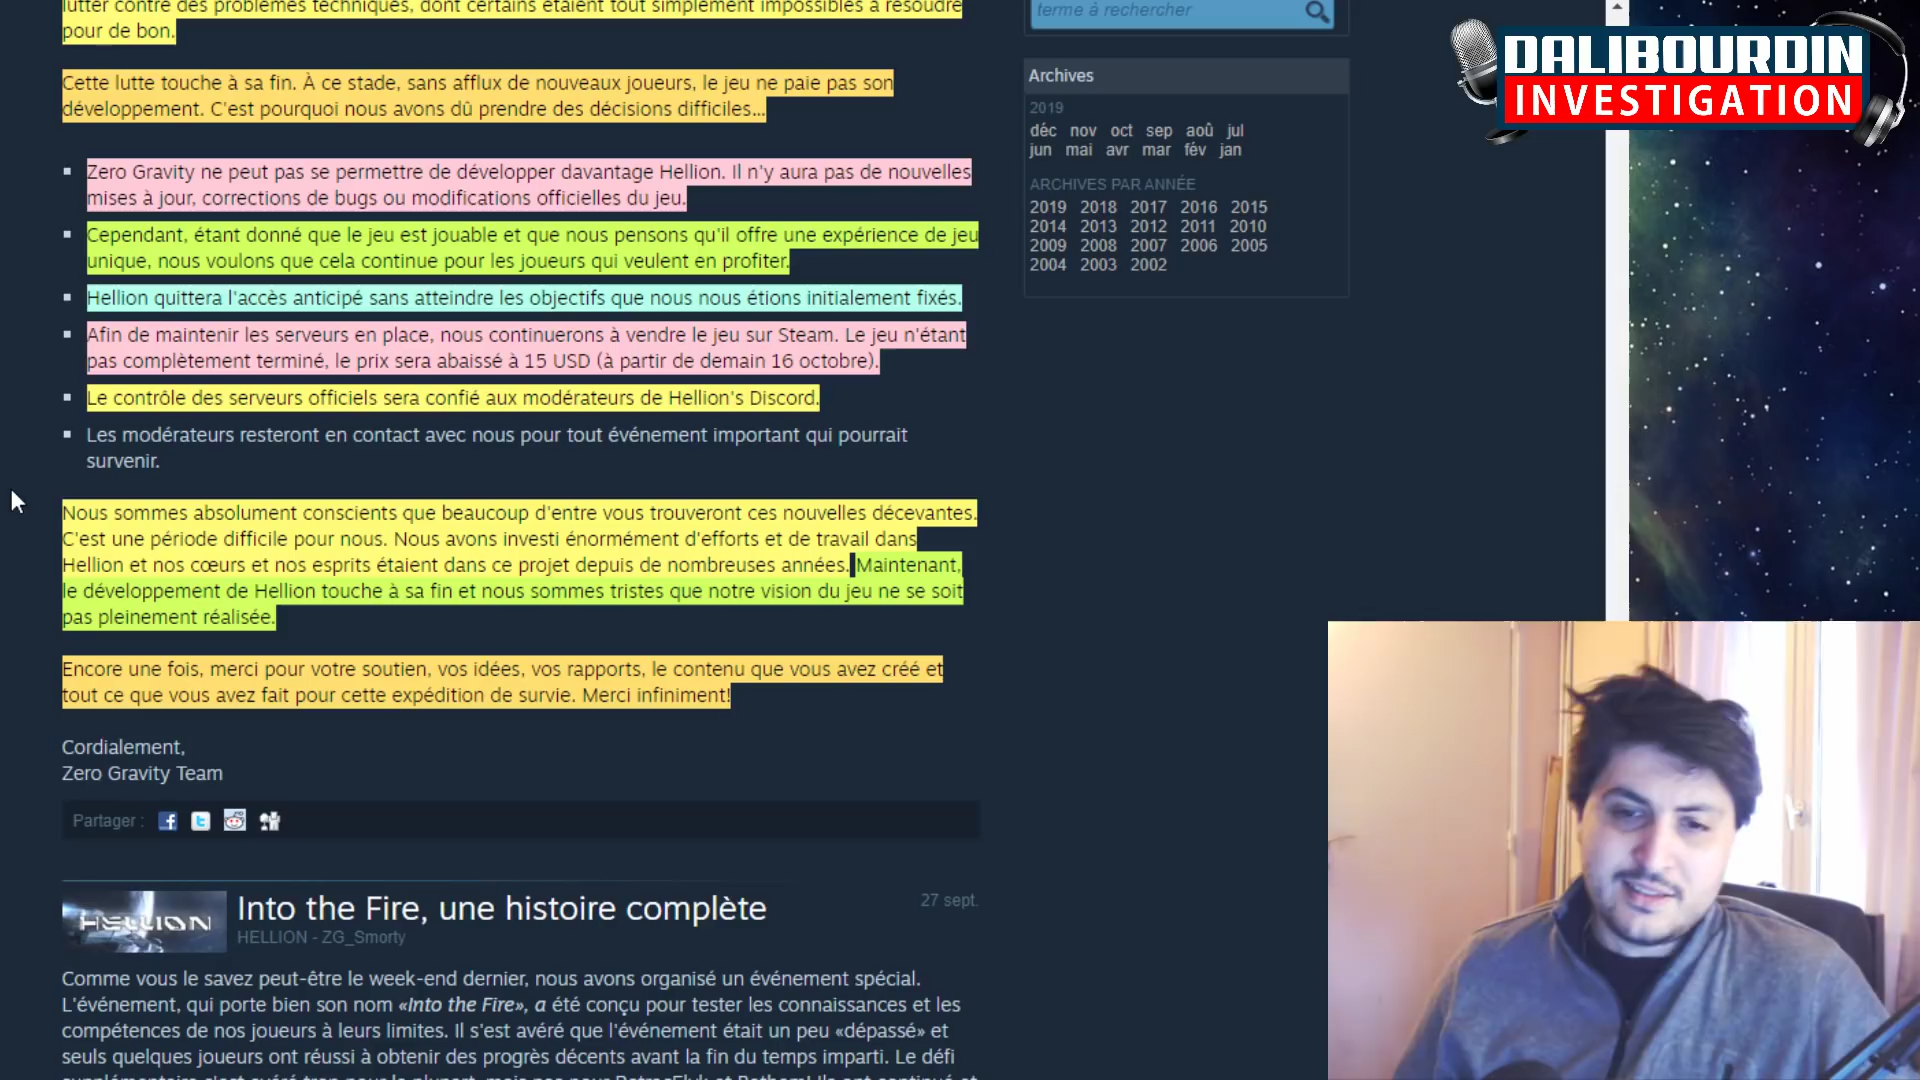 lutter contre des problèmes techniques, dont certains étaient tout simplement impossibles à résoudre
pour de bon.
Cette lutte touche à sa fin. À ce stade, sans afflux de nouveaux joueurs, le jeu ne paie pas son
développement. C'est pourquoi nous avons dû prendre des décisions difficiles...
Zero Gravity ne peut pas se permettre de développer davantage Hellion. Il n'y aura pas de nouvelles
mises à jour, corrections de bugs ou modifications officielles du jeu.
Cependant, étant donné que le jeu est jouable et que nous pensons qu'il offre une expérience de jeu
unique, nous voulons que cela continue pour les joueurs qui veulent en profiter.
Hellion quittera l'accès anticipé sans atteindre les objectifs que nous nous étions initialement fixés.
Afin de maintenir les serveurs en place, nous continuerons à vendre le jeu sur Steam. Le jeu n'étant
pas complètement terminé, le prix sera abaissé à 15 USD (à partir de demain 16 octobre).
Le contrôle des serveurs officiels sera confié aux modérateurs de Hellion's Discord.
Les modérateurs resteront en contact avec nous pour tout événement important qui pourrait
survenir.
Nous sommes absolument conscients que beaucoup d'entre vous trouveront ces nouvelles décevantes.
C'est une période difficile pour nous. Nous avons investi énormément d'efforts et de travail dans
Hellion et nos cœurs et nos esprits étaient dans ce projet depuis de nombreuses années. Maintenant,
le développement de Hellion touche à sa fin et nous sommes tristes que notre vision du jeu ne se soit
pas pleinement réalisée.
Encore une fois, merci pour votre soutien, vos idées, vos rapports, le contenu que vous avez créé et
tout ce que vous avez fait pour cette expédition de survie. Merci infiniment!
Cordialement,
Zero Gravity Team
Partager :
HELLION
Into the Fire, une histoire complète
27 sept.
HELLION - ZG_Smorty
Comme vous le savez peut-être le week-end dernier, nous avons organisé un événement spécial.
L'événement, qui porte bien son nom «Into the Fire», a été conçu pour tester les connaissances et les
compétences de nos joueurs à leurs limites. Il s'est avéré que l'événement était un peu «dépassé» et
seuls quelques joueurs ont réussi à obtenir des progrès décents avant la fin du temps imparti. Le défi
terme à rechercher
Archives
2019
déc nov oct sep aoû jul
jun mai avr mar fév jan
ARCHIVES PAR ANNÉE
2019 2018 2017 2016 2015
2014 2013 2012 2011 2010
2009 2008 2007 2006 2005
2004 2003 2002
DALIBOURDIN
INVESTIGATION